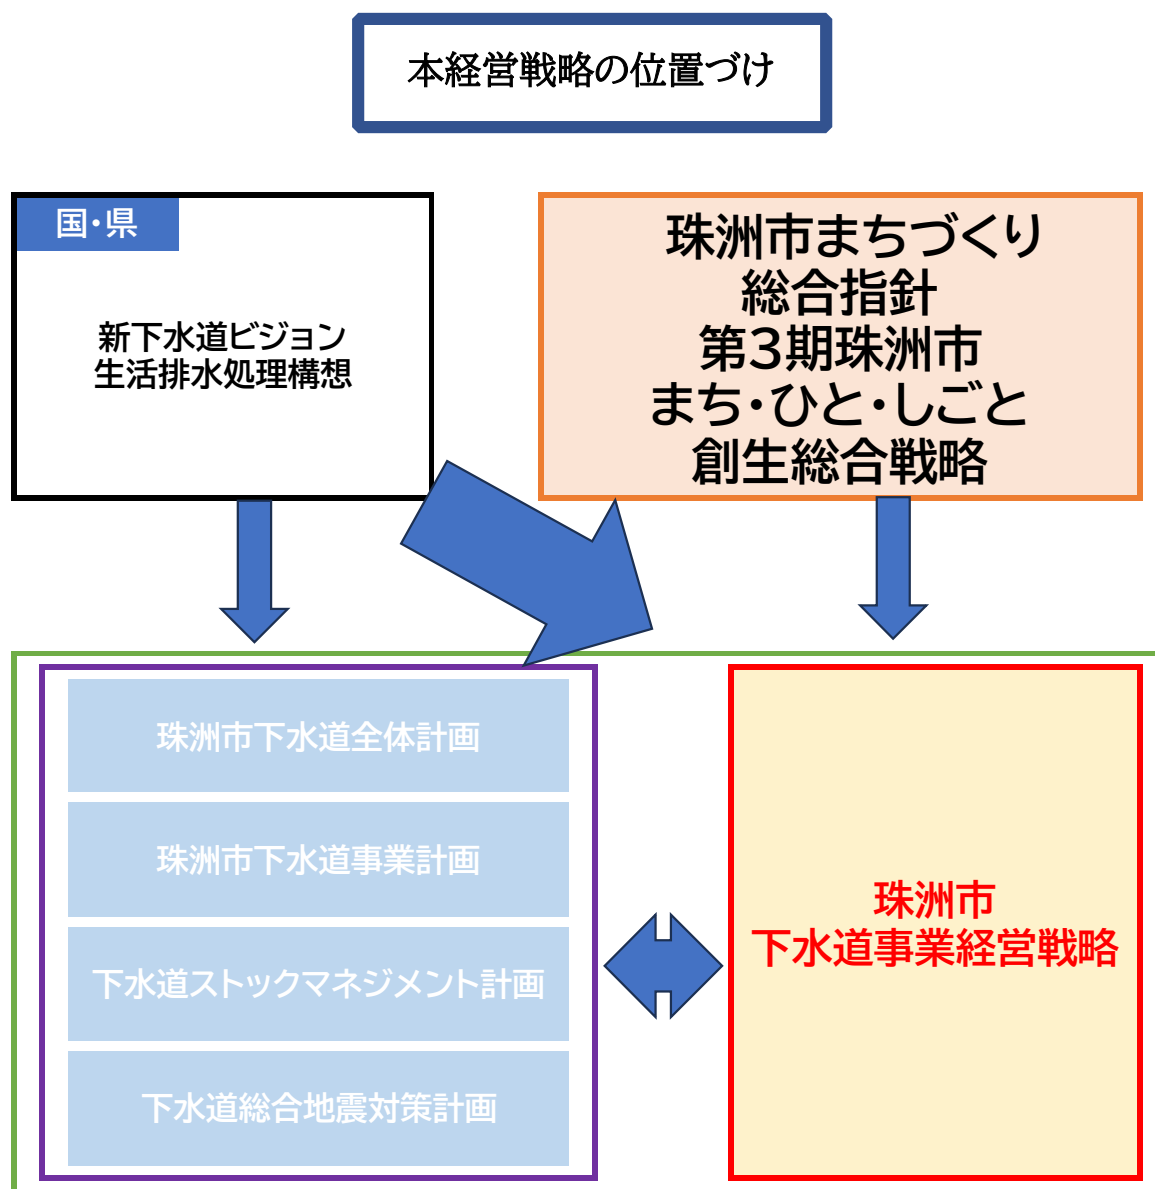 本経営戦略の位置づけ
国・県
新下水道ビジョン
生活排水処理構想
珠洲市まちづくり
総合指針
第3期珠洲市
まち・ひと・しごと
創生総合戦略
珠洲市下水道全体計画
珠洲市下水道事業計画
下水道ストックマネジメント計画
下水道総合地震対策計画
珠洲市
下水道事業経営戦略